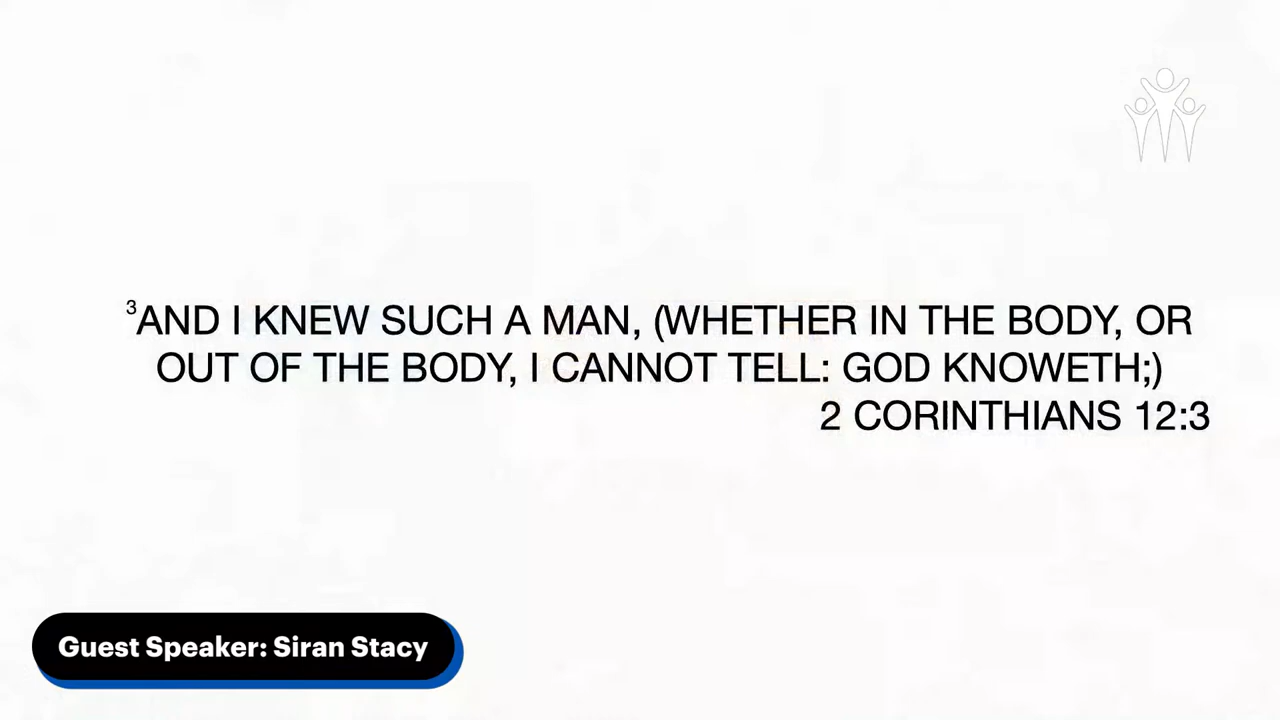 ³AND I KNEW SUCH A MAN, (WHETHER IN THE BODY, OR
OUT OF THE BODY, I CANNOT TELL: GOD KNOWETH;)
2 CORINTHIANS 12:3
Guest Speaker: Siran Stacy